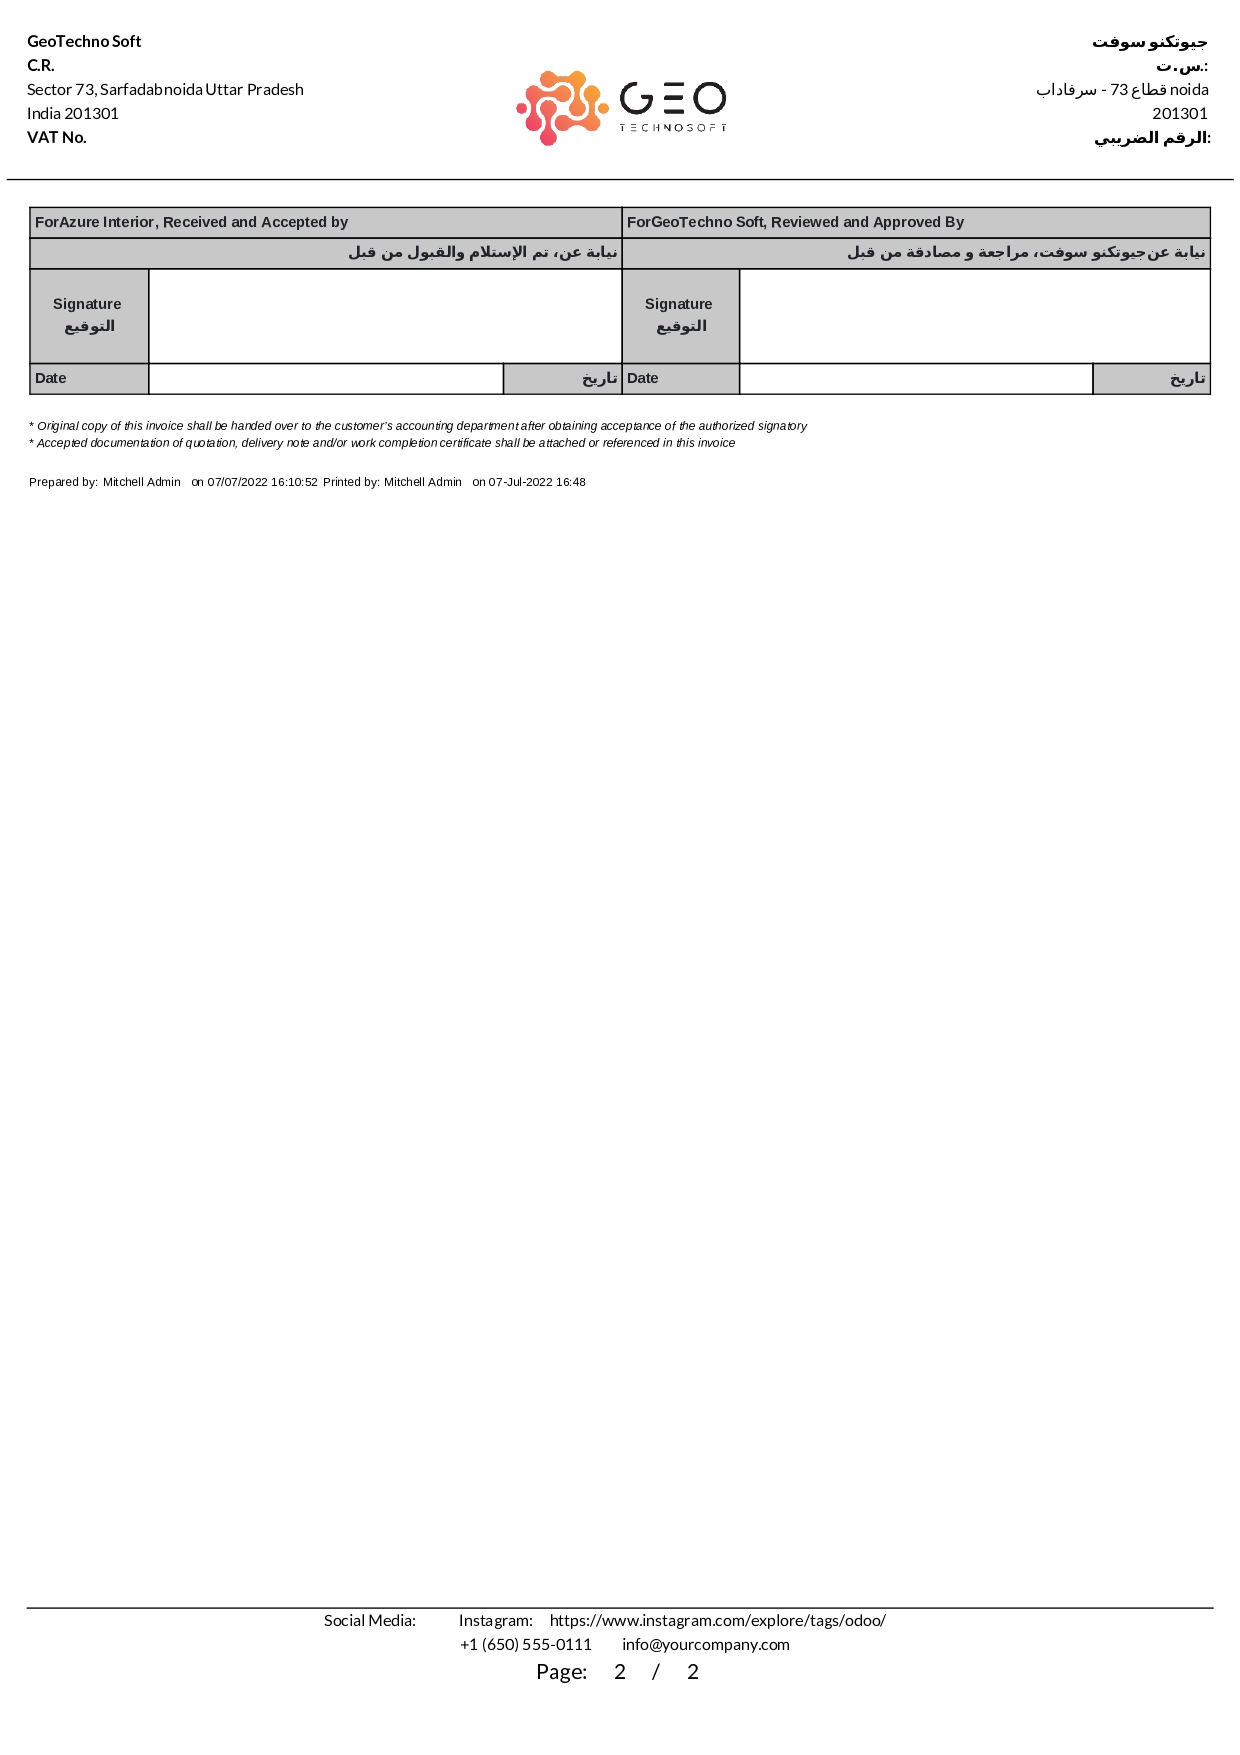 GeoTechno Soft
C.R.
Sector 73, Sarfadab noida Uttar Pradesh
India 201301
VAT No.
GEO
TECHNOSOFT
جيوتكنو سوفت
س.ت.:
قطاع 73 - سرفاداب noida
201301
الرقم الضريبي:
ForAzure Interior, Received and Accepted by
ForGeoTechno Soft, Reviewed and Approved By
نيابة عن، تم الإستلام والقبول من قبل
نيابة عن جيوتكنو سوفت، مراجعة و مصادقة من قبل
Signature
التوقيع
Signature
التوقيع
Date
تاريخ
Date
تاريخ
* Original copy of this invoice shall be handed over to the customer's accounting department after obtaining acceptance of the authorized signatory
* Accepted documentation of quotation, delivery note and/or work completion certificate shall be attached or referenced in this invoice
Prepared by: Mitchell Admin on 07/07/2022 16:10:52 Printed by: Mitchell Admin on 07-Jul-2022 16:48
Social Media: Instagram: https://www.instagram.com/explore/tags/odoo/
+1 (650) 555-0111 info@yourcompany.com
Page: 2 / 2